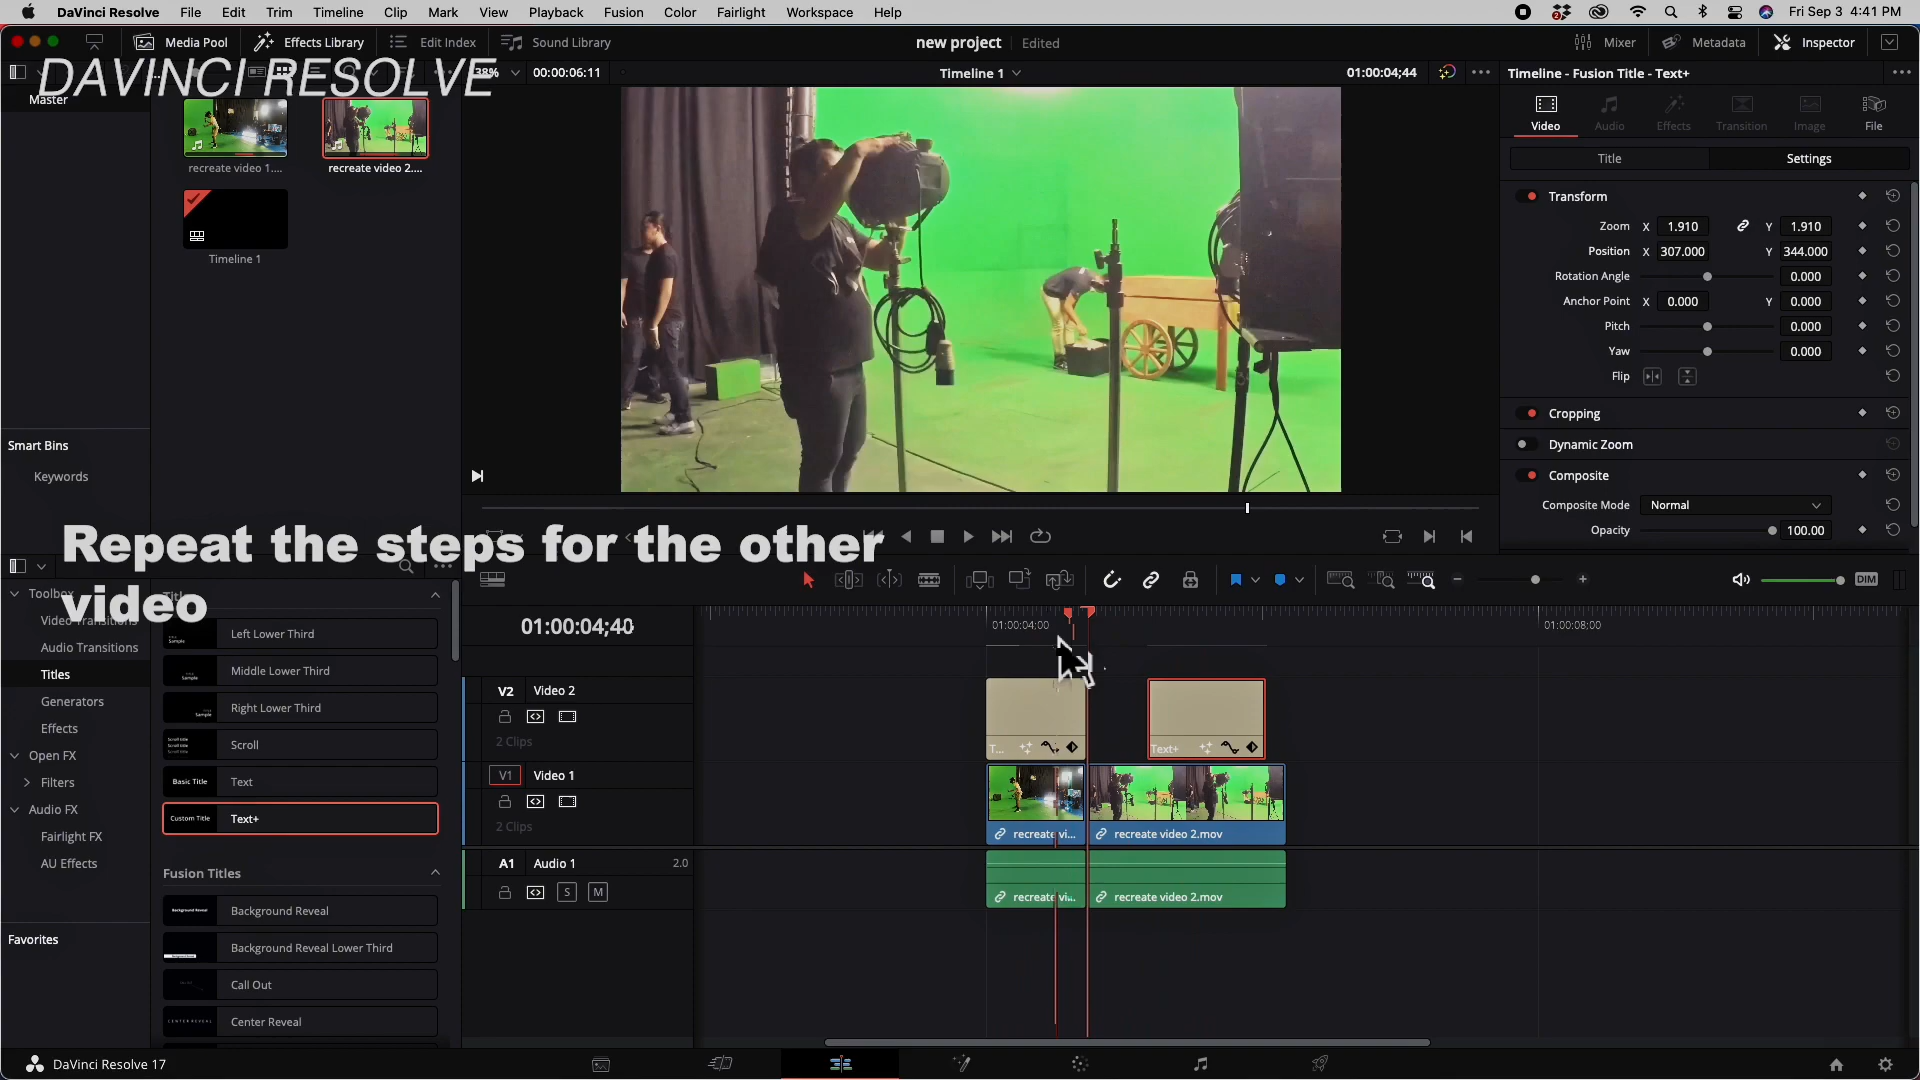 DaVinci Resolve File Edit Trim Timeline Clip Mark View Playback Fusion Color Fairlight Workspace Help Fri Sep 3 4:41 PM
Media Pool Effects Library Edit Index Sound Library new project Edited Mixer Metadata Inspector
DAVINCI RESOLVE
38% 00:00:06:11 Timeline 1 01:00:04;44 Timeline - Fusion Title - Text+
Master
recreate video 1.... recreate video 2....
Timeline 1
Video Audio Effects Transition Image File
Title Settings
Transform
Zoom X 1.910 Y 1.910
Position X 307.000 Y 344.000
Rotation Angle 0.000
Anchor Point X 0.000 Y 0.000
Pitch 0.000
Yaw 0.000
Flip
Cropping
Dynamic Zoom
Composite
Composite Mode Normal
Opacity 100.00
Smart Bins
Keywords
Repeat the steps for the other
video
Toolbox
Video Transitions
Audio Transitions
Titles
Generators
Effects
Open FX
Filters
Audio FX
Fairlight FX
AU Effects
Favorites
Left Lower Third
Middle Lower Third
Right Lower Third
Scroll
Basic Title Text
Custom Title Text+
Fusion Titles
Background Reveal Background Reveal
Background Reveal Lower Third
Call Out
CENTER REVEAL Center Reveal
DIM
01:00:04;40 01:00:04;00 01:00:08;00
V2 Video 2
2 Clips
T... Text+
V1 Video 1
2 Clips
recreate vi... recreate video 2.mov
A1 Audio 1 2.0
S M
recreate vi... recreate video 2.mov
DaVinci Resolve 17